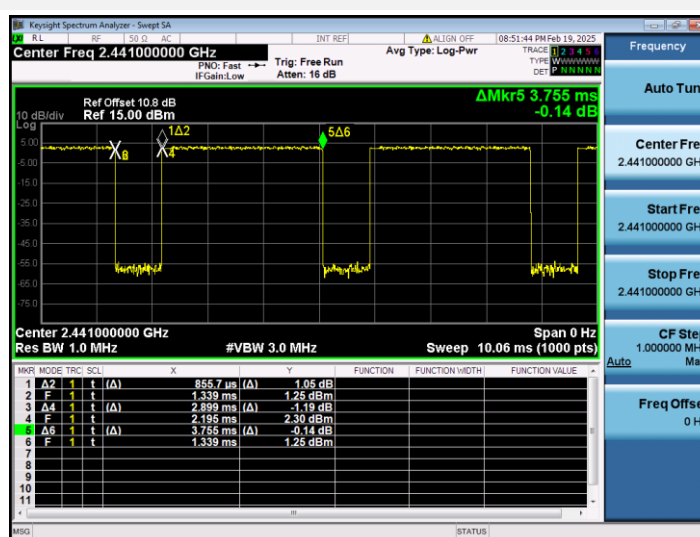 Keysight Spectrum Analyzer - Swept SA
RL RF 50 Ω AC INT REF ALIGN OFF 08:51:44 PM Feb 19, 2025
Center Freq 2.441000000 GHz
PNO: Fast Trig: Free Run
IFGain:Low Atten: 16 dB
Avg Type: Log-Pwr
TRACE 1 2 3 4 5 6
TYPE WWWWWW
DET P N N N N N
ΔMkr5 3.755 ms
-0.14 dB
Ref Offset 10.8 dB
10 dB/div Ref 15.00 dBm
Log
1Δ2
5Δ6
4
5.00
-5.00
-15.0
-25.0
-35.0
-45.0
-55.0
-65.0
-75.0
Center 2.441000000 GHz Span 0 Hz
Res BW 1.0 MHz #VBW 3.0 MHz Sweep 10.06 ms (1000 pts)
MKR MODE TRC SCL X Y FUNCTION FUNCTION WIDTH FUNCTION VALUE
1 Δ2 1 t (Δ) 855.7 µs (Δ) 1.05 dB
2 F 1 t 1.339 ms 1.25 dBm
3 Δ4 1 t (Δ) 2.899 ms (Δ) -1.19 dB
4 F 1 t 2.195 ms 2.30 dBm
5 Δ6 1 t (Δ) 3.755 ms (Δ) -0.14 dB
6 F 1 t 1.339 ms 1.25 dBm
7
8
9
10
11
MSG STATUS
Frequency
Auto Tun
Center Fre
2.441000000 GH
Start Fre
2.441000000 GH
Stop Fre
2.441000000 GH
CF Ste
1.000000 MH
Auto Ma
Freq Offse
0 H